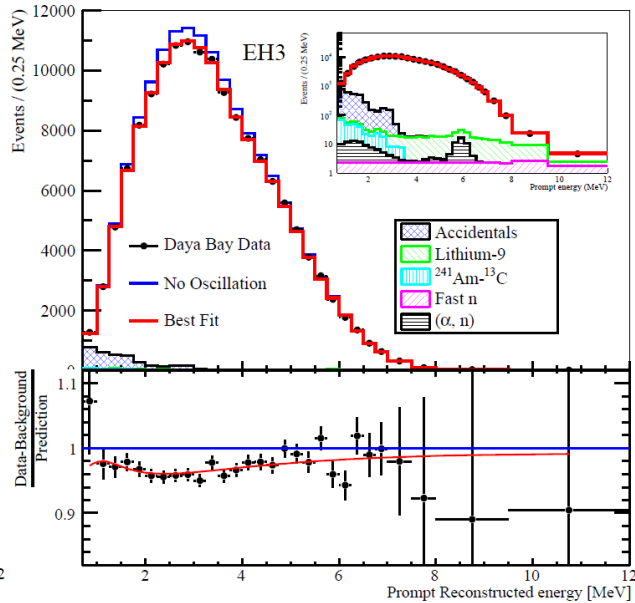 12000
10000
8000
6000
4000
2000
0
Events / (0.25 MeV)
EH3
Daya Bay Data
No Oscillation
Best Fit
Events / (0.25 MeV)
10⁴
10³
10²
10
1
2 4 6 8 10 12
Prompt energy (MeV)
Accidentals
Lithium-9
²⁴¹Am-¹³C
Fast n
(α, n)
Data-Background
Prediction
1.1
1
0.9
2 4 6 8 10 12
Prompt Reconstructed energy [MeV]
2